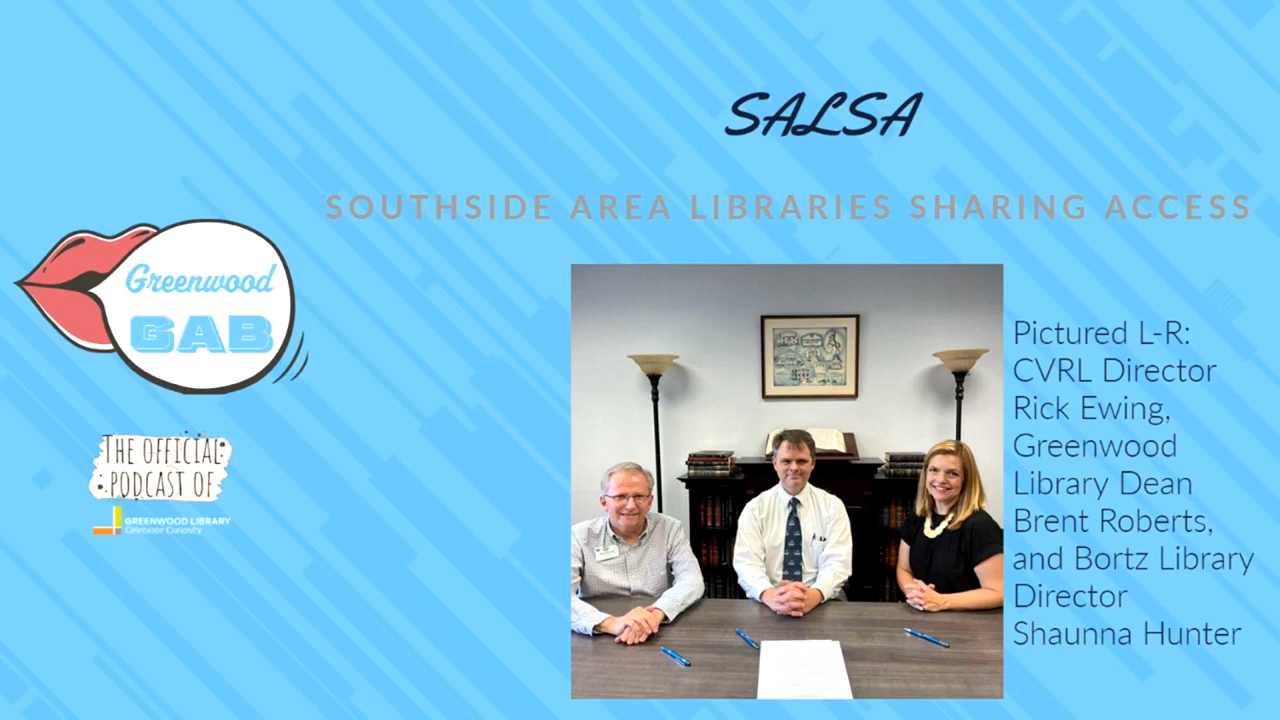 SALSA
SOUTHSIDE AREA LIBRARIES SHARING ACCESS
Greenwood
GAB
THE OFFICIAL
PODCAST OF
GREENWOOD LIBRARY
Celebrate Curiosity
Pictured L-R:
CVRL Director
Rick Ewing,
Greenwood
Library Dean
Brent Roberts,
and Bortz Library
Director
Shaunna Hunter